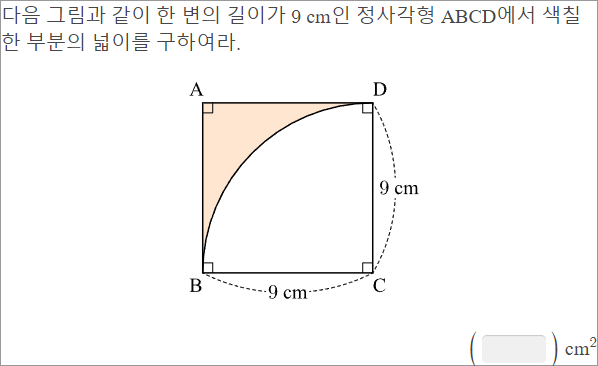 다음 그림과 같이 한 변의 길이가 9 cm인 정사각형 ABCD에서 색칠
한 부분의 넓이를 구하여라.
A D
9 cm
B C
9 cm
( ) cm²